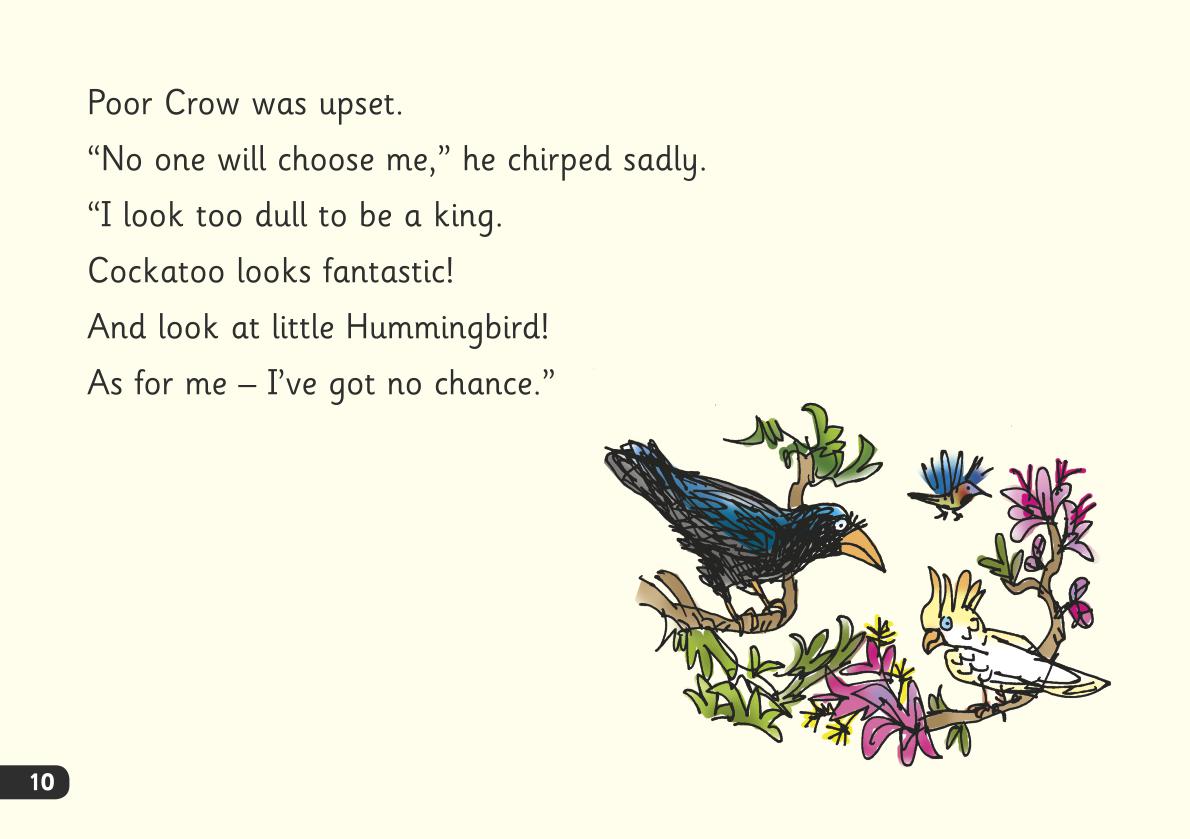 Poor Crow was upset.
“No one will choose me,” he chirped sadly.
“I look too dull to be a king.
Cockatoo looks fantastic!
And look at little Hummingbird!
As for me – I’ve got no chance.”
10